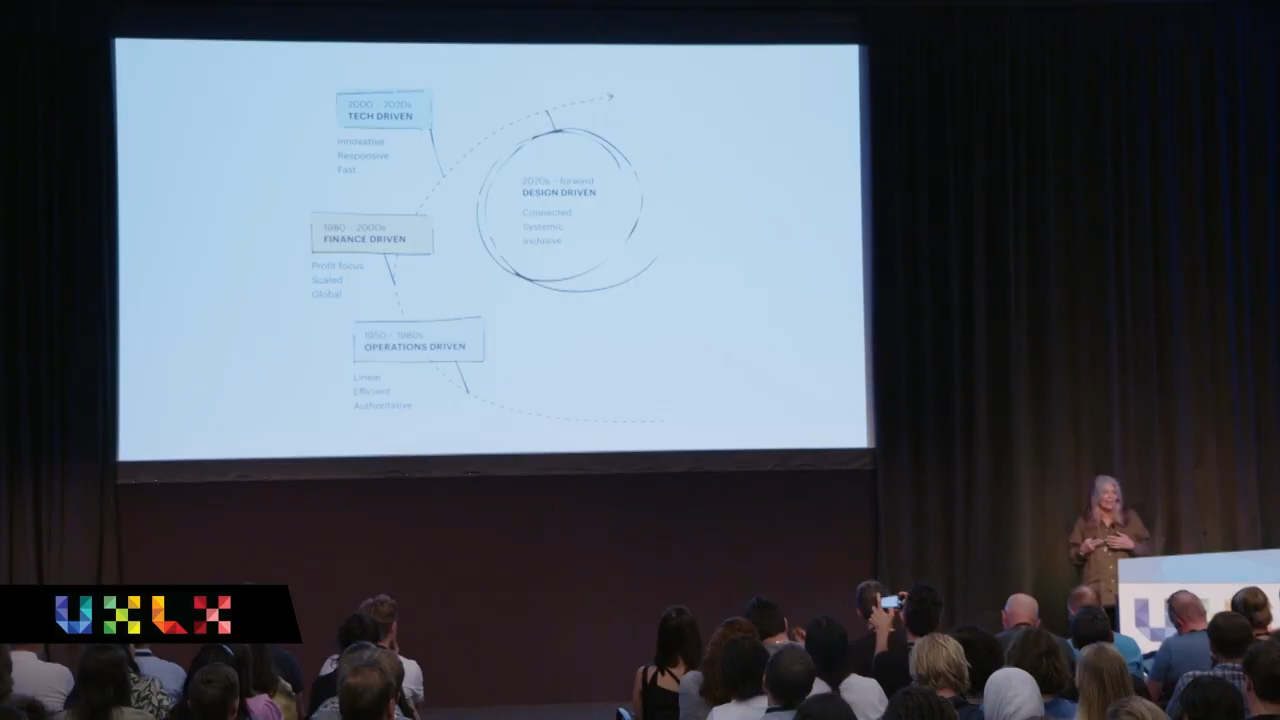 2000 - 2020s
TECH DRIVEN
Innovative
Responsive
Fast
2020s - forward
DESIGN DRIVEN
Connected
Systemic
Inclusive
1980 - 2000s
FINANCE DRIVEN
Profit focus
Scaled
Global
1950 - 1980s
OPERATIONS DRIVEN
Linear
Efficient
Authoritative
UXLX